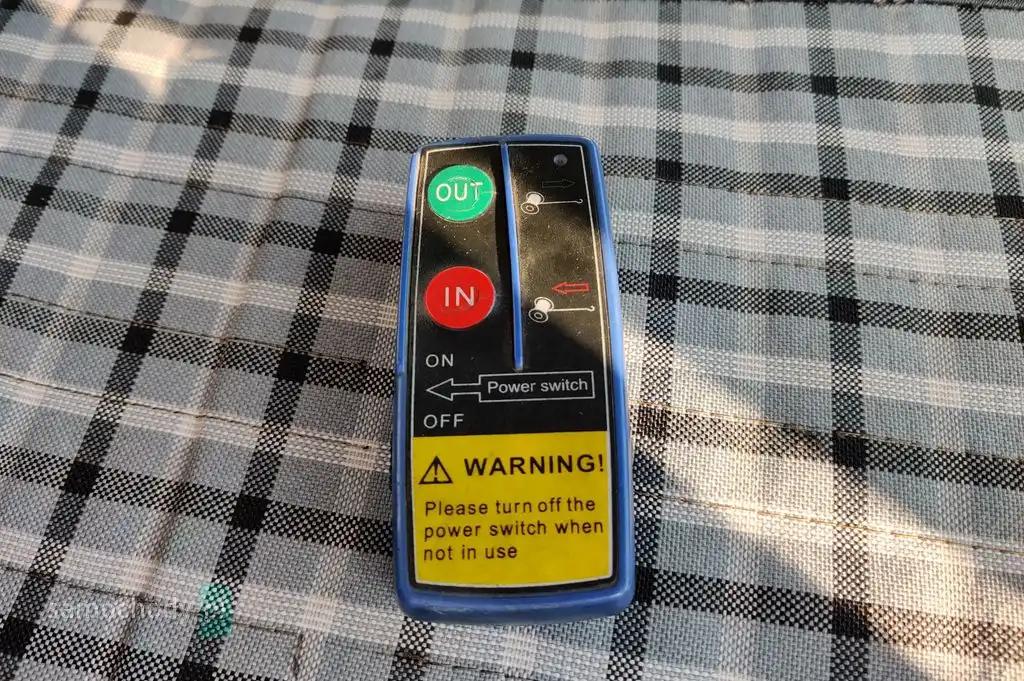 OUT
IN
ON
Power switch
OFF
WARNING!
Please turn off the
power switch when
not in use